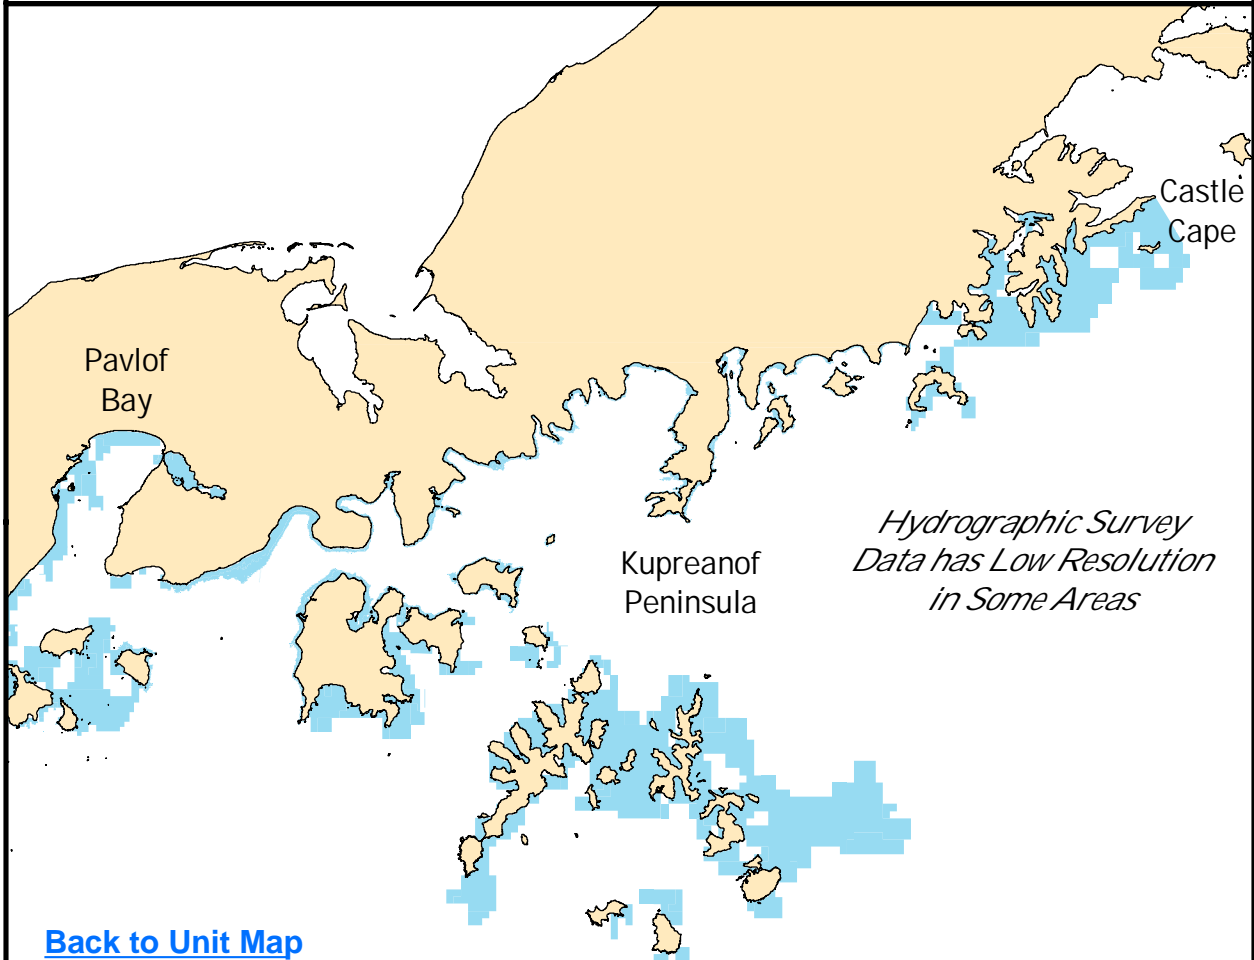 Castle
Cape
Pavlof
Bay
Hydrographic Survey
Data has Low Resolution
in Some Areas
Kupreanof
Peninsula
Back to Unit Map